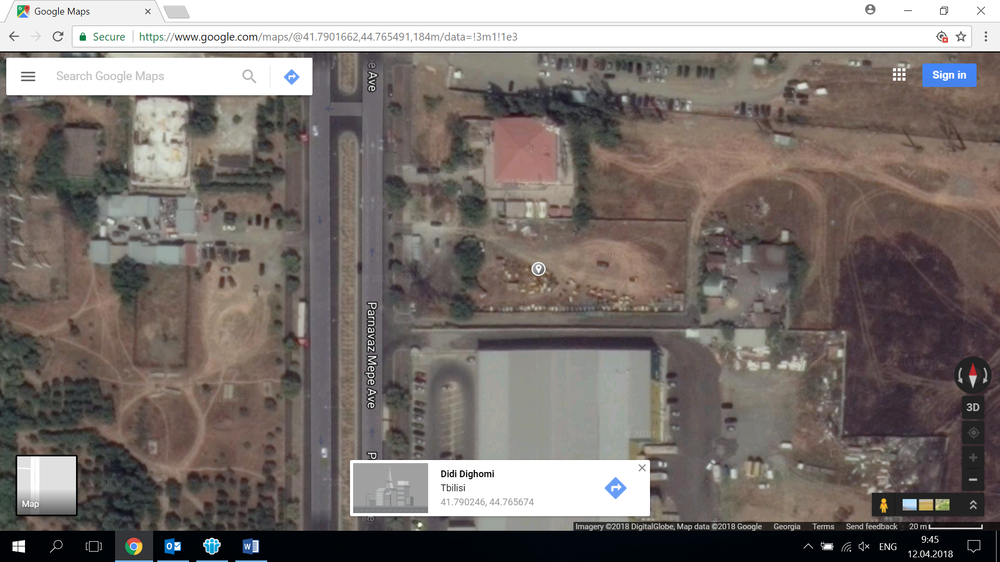 Google Maps
Secure
https://www.google.com/maps/@41.7901662,44.765491,184m/data=!3m1!1e3
Search Google Maps
Sign in
e Ave
Parnavaz Mepe Ave
3D
Map
Didi Dighomi
Tbilisi
41.790246, 44.765674
Imagery ©2018 DigitalGlobe, Map data ©2018 Google
Georgia
Terms
Send feedback
20 m
ENG
9:45
12.04.2018